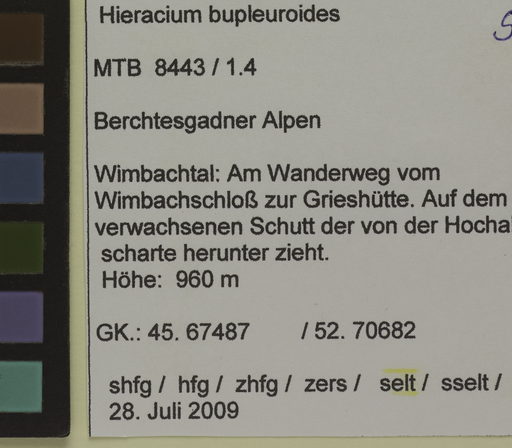 Hieracium bupleuroides
MTB 8443 / 1.4
Berchtesgadner Alpen
Wimbachtal: Am Wanderweg vom
Wimbachschloß zur Grieshütte. Auf dem
verwachsenen Schutt der von der
scharte herunter zieht.
Höhe: 960 m
GK.: 45. 67487 / 52. 70682
shfg / hfg / zhfg / zers / selt / sselt /
28. Juli 2009